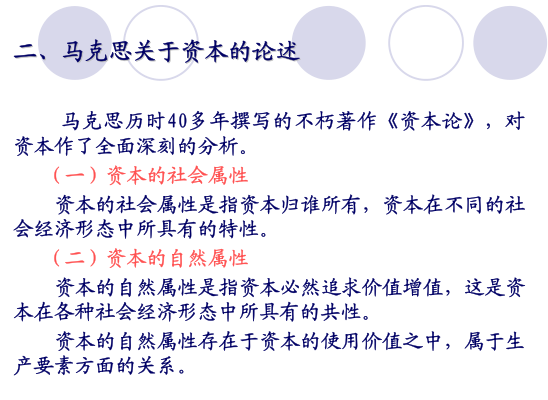 二、马克思关于资本的论述
马克思历时40多年撰写的不朽著作《资本论》，对
资本作了全面深刻的分析。
（一）资本的社会属性
资本的社会属性是指资本归谁所有，资本在不同的社
会经济形态中所具有的特性。
（二）资本的自然属性
资本的自然属性是指资本必然追求价值增值，这是资
本在各种社会经济形态中所具有的共性。
资本的自然属性存在于资本的使用价值之中，属于生
产要素方面的关系。